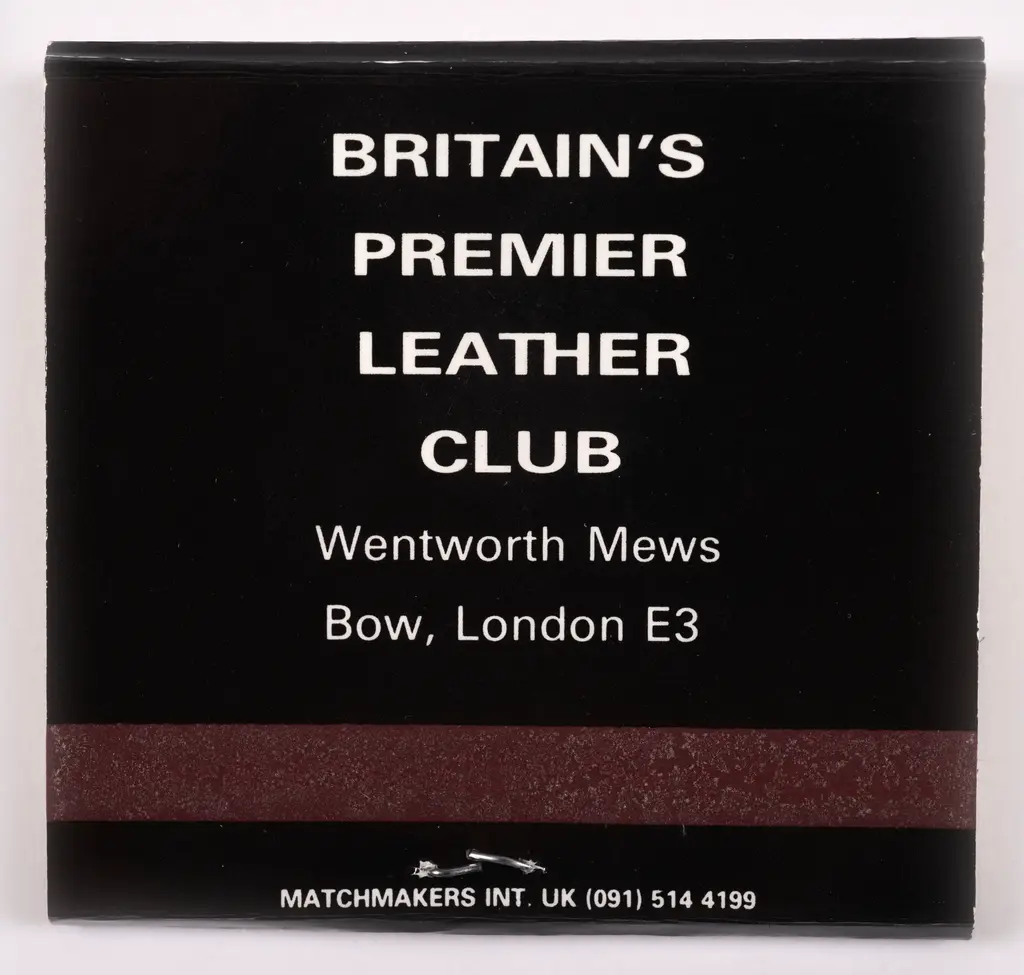 BRITAIN'S
PREMIER
LEATHER
CLUB
Wentworth Mews
Bow, London E3
MATCHMAKERS INT. UK (091) 514 4199